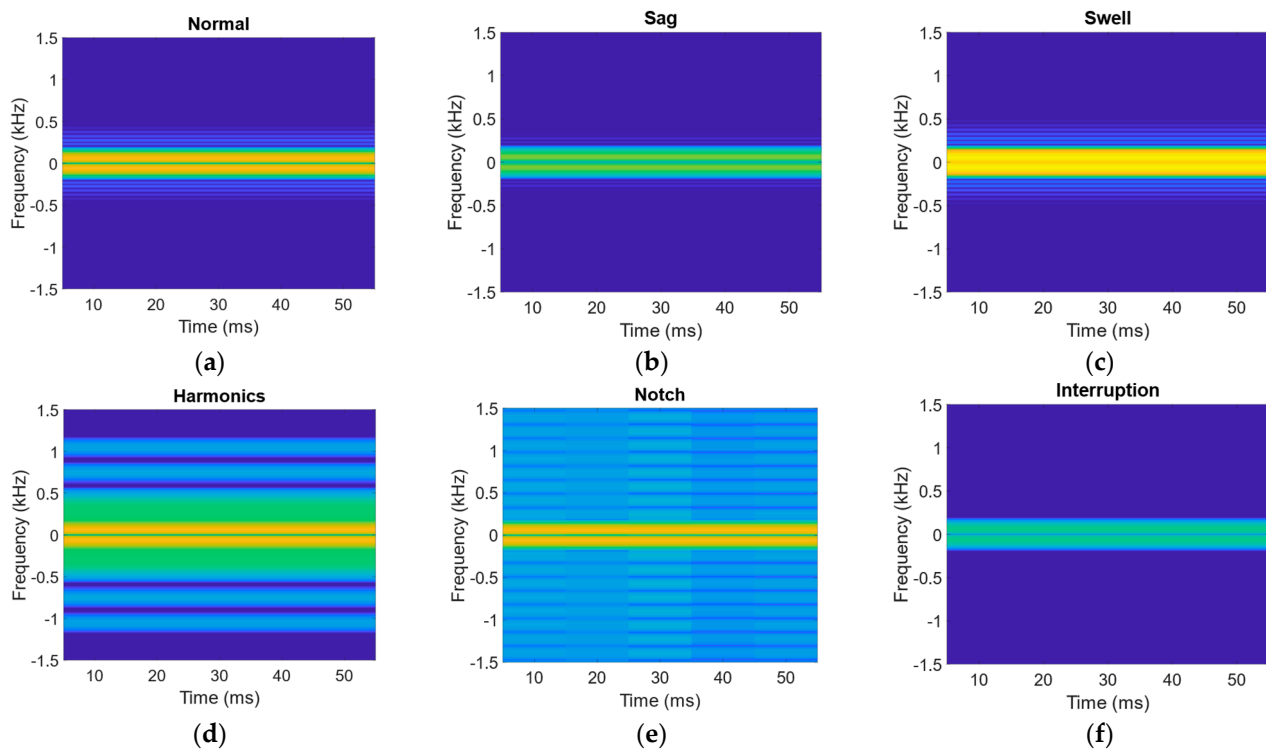 Normal
1.5
1
0.5
0
-0.5
-1
-1.5
Frequency (kHz)
10 20 30 40 50
Time (ms)
(a)
Sag
1.5
1
0.5
0
-0.5
-1
-1.5
Frequency (kHz)
10 20 30 40 50
Time (ms)
(b)
Swell
1.5
1
0.5
0
-0.5
-1
-1.5
Frequency (kHz)
10 20 30 40 50
Time (ms)
(c)
Harmonics
1.5
1
0.5
0
-0.5
-1
-1.5
Frequency (kHz)
10 20 30 40 50
Time (ms)
(d)
Notch
1.5
1
0.5
0
-0.5
-1
-1.5
Frequency (kHz)
10 20 30 40 50
Time (ms)
(e)
Interruption
1.5
1
0.5
0
-0.5
-1
-1.5
Frequency (kHz)
10 20 30 40 50
Time (ms)
(f)